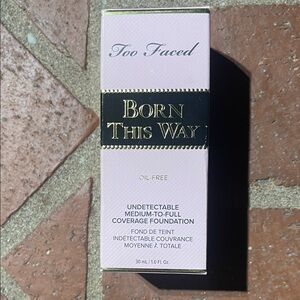 Too Faced
BORN
THIS WAY
OIL-FREE
UNDETECTABLE
MEDIUM-TO-FULL
COVERAGE FOUNDATION
FOND DE TEINT
INDÉTECTABLE COUVRANCE
MOYENNE À TOTALE
30 mL / 1.0 Fl. Oz.